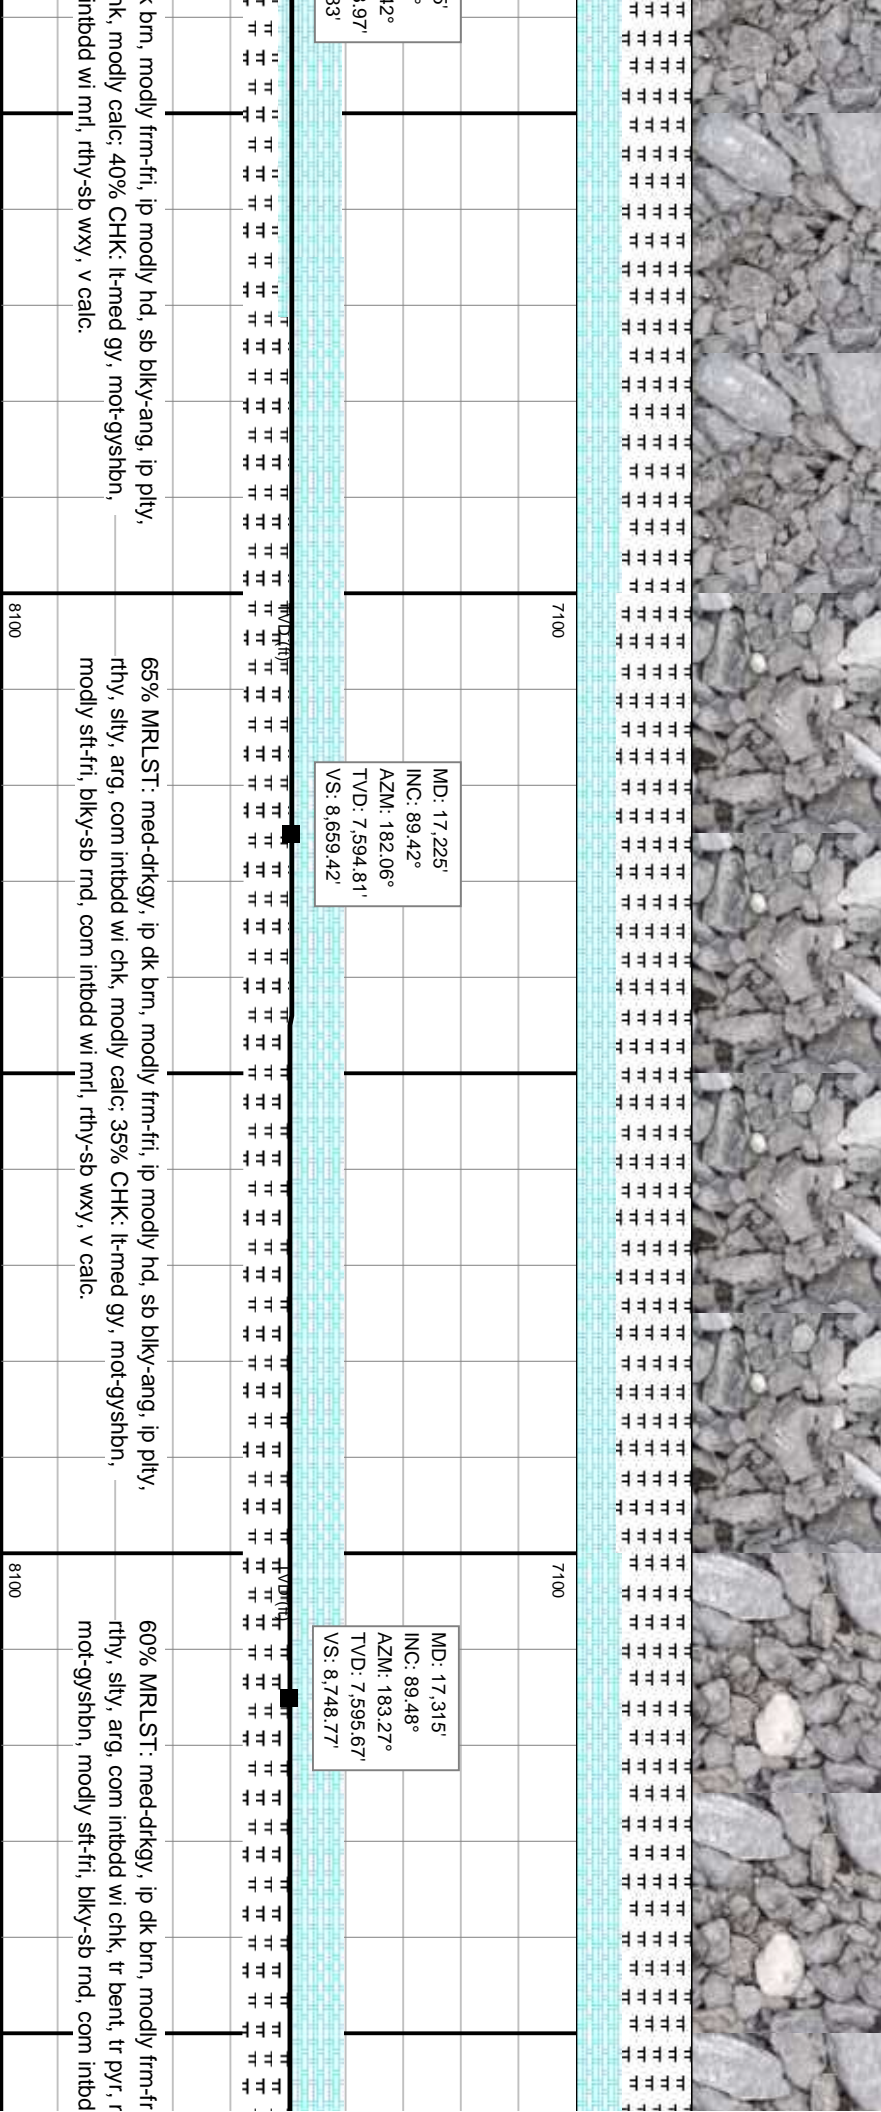 k brn, modly frm-fri, ip modly hd, sb blky-ang, ip plty,
nk, modly calc; 40% CHK: lt-med gy, mot-gyshbn,
intbdd wi mrl, rthy-sb wxy, v calc.
8100
7100
TVD (ft)
MD: 17,225'
INC: 89.42°
AZM: 182.06°
TVD: 7,594.81'
VS: 8,659.42'
65% MRLST: med-drkgy, ip dk brn, modly frm-fri, ip modly hd, sb blky-ang, ip plty,
rthy, slty, arg, com intbdd wi chk, modly calc; 35% CHK: lt-med gy, mot-gyshbn,
modly sft-fri, blky-sb rnd, com intbdd wi mrl, rthy-sb wxy, v calc.
8100
7100
TVD (ft)
MD: 17,315'
INC: 89.48°
AZM: 183.27°
TVD: 7,595.67'
VS: 8,748.77'
60% MRLST: med-drkgy, ip dk brn, modly frm-fr
rthy, slty, arg, com intbdd wi chk, tr bent, tr pyr,
mot-gyshbn, modly sft-fri, blky-sb rnd, com intbd